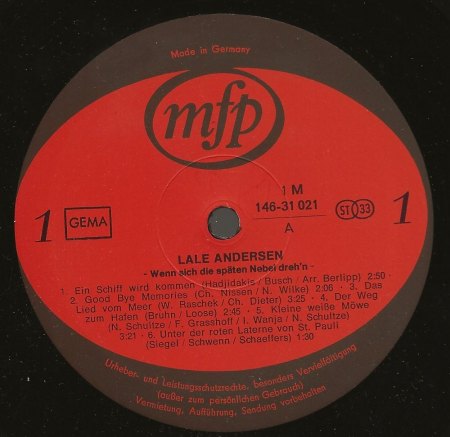 Made in Germany
mfp
1 M
146-31 021
A
1
GEMA
ST 33
1
LALE ANDERSEN
- Wenn sich die späten Nebel dreh'n -
1. Ein Schiff wird kommen (Hadjidakis / Busch / Arr. Berlipp) 2:50
2. Good Bye Memories (Ch. Nissen / N. Wilke) 2:06 · 3. Das
Lied vom Meer (W. Raschek / Ch. Dieter) 3:25 · 4. Der Weg
zum Hafen (Bruhn / Loose) 2:45 · 5. Kleine weiße Möwe
(N. Schultze / F. Grasshoff / I. Wanja / N. Schultze)
3:21 · 6. Unter der roten Laterne von St. Pauli
(Siegel / Schwenn / Schaeffers) 1:30
Urheber- und Leistungsschutzrechte, besonders Vervielfältigung
(außer zum persönlichen Gebrauch)
Vermietung, Aufführung, Sendung vorbehalten